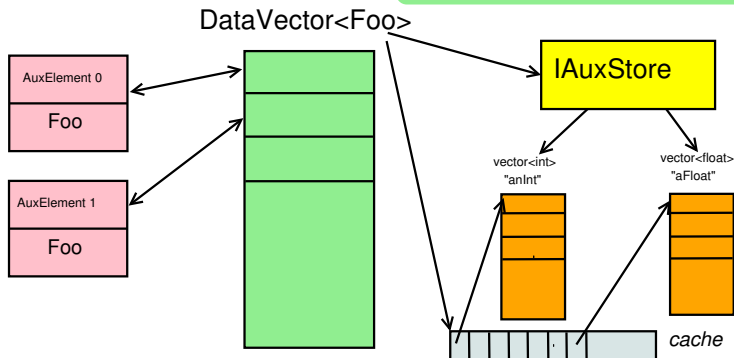 DataVector<Foo>
AuxElement 0
Foo
AuxElement 1
Foo
IAuxStore
vector<int>
"anInt"
vector<float>
"aFloat"
cache